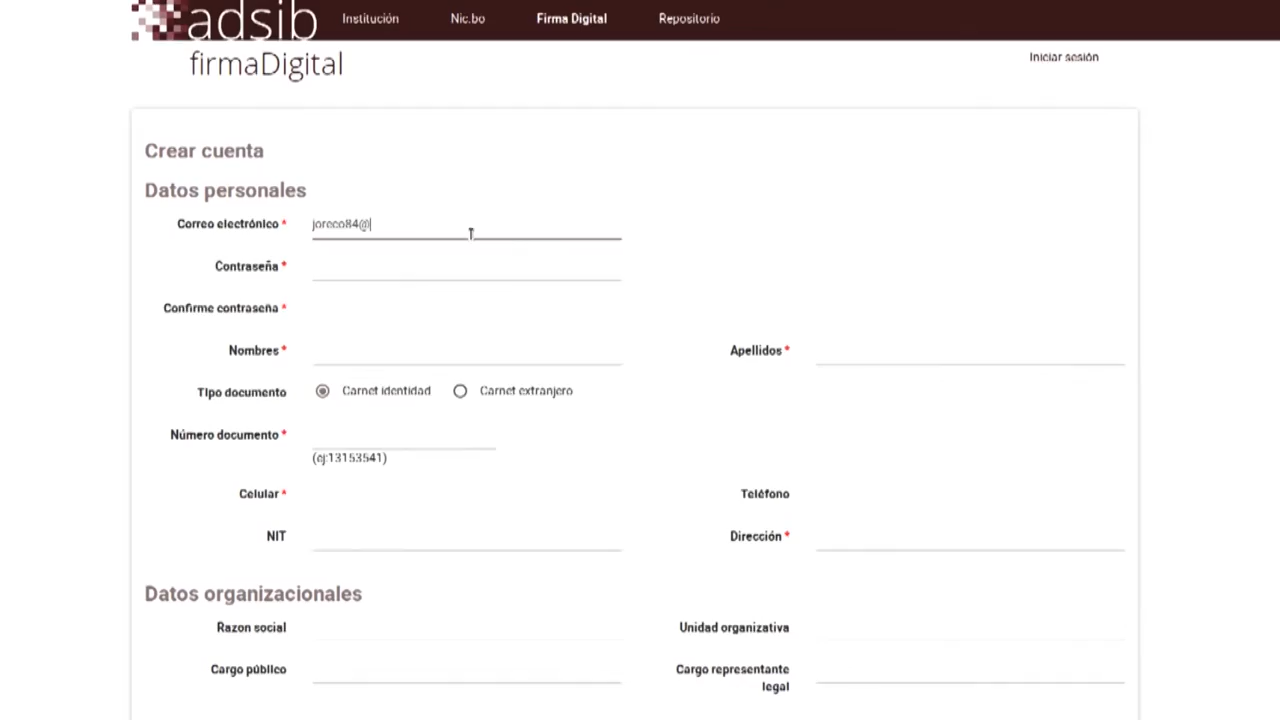 adsib
Institución
Nic.bo
Firma Digital
Repositorio
firmaDigital
Iniciar sesión
Crear cuenta
Datos personales
Correo electrónico * joreco84@
Contraseña *
Confirme contraseña *
Nombres *
Apellidos *
Tipo documento Carnet identidad Carnet extranjero
Número documento *
(ej:13153541)
Celular *
Teléfono
NIT
Dirección *
Datos organizacionales
Razon social
Unidad organizativa
Cargo público
Cargo representante
legal